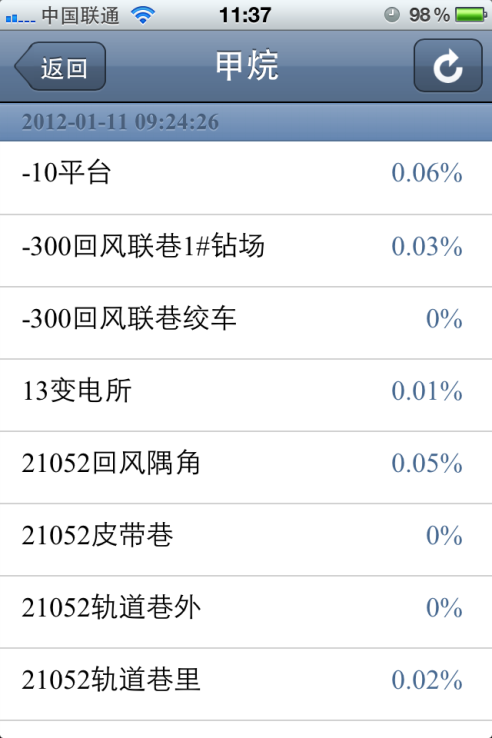 中国联通 11:37 98%
返回 甲烷
2012-01-11 09:24:26
-10平台 0.06%
-300回风联巷1#钻场 0.03%
-300回风联巷绞车 0%
13变电所 0.01%
21052回风隅角 0.05%
21052皮带巷 0%
21052轨道巷外 0%
21052轨道巷里 0.02%